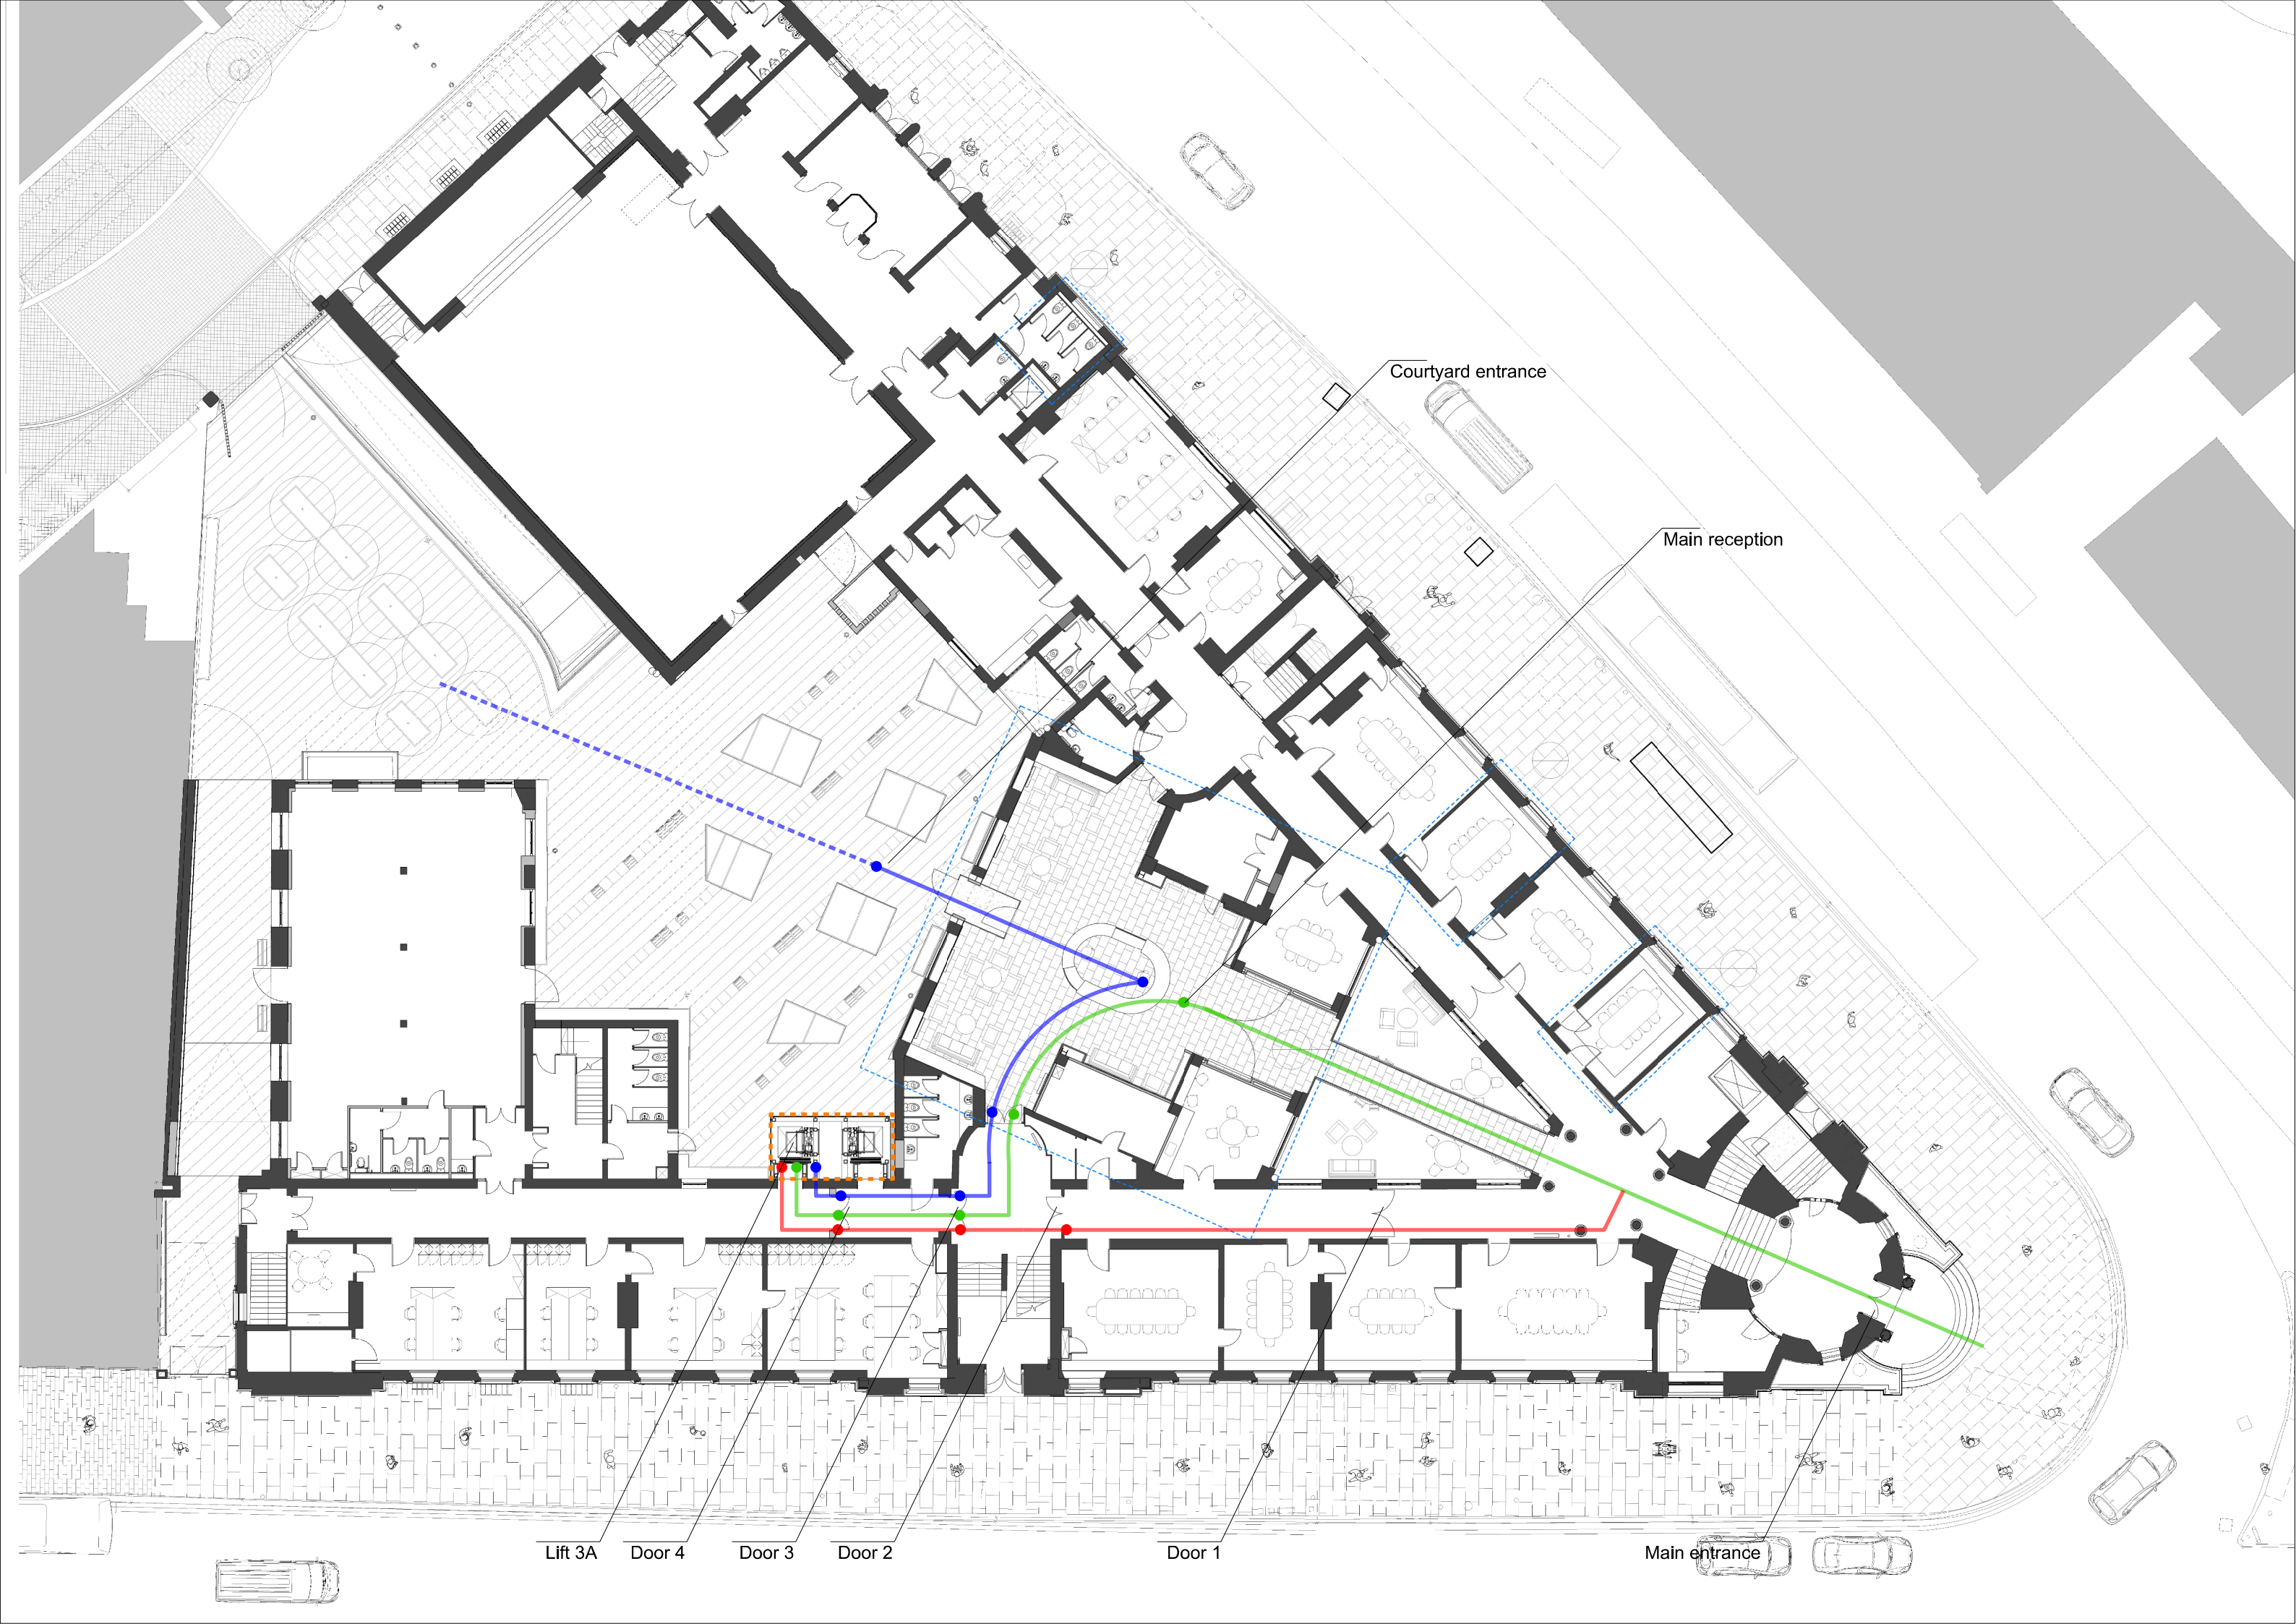 Courtyard entrance
Main reception
Lift 3A
Door 4
Door 3
Door 2
Door 1
Main entrance